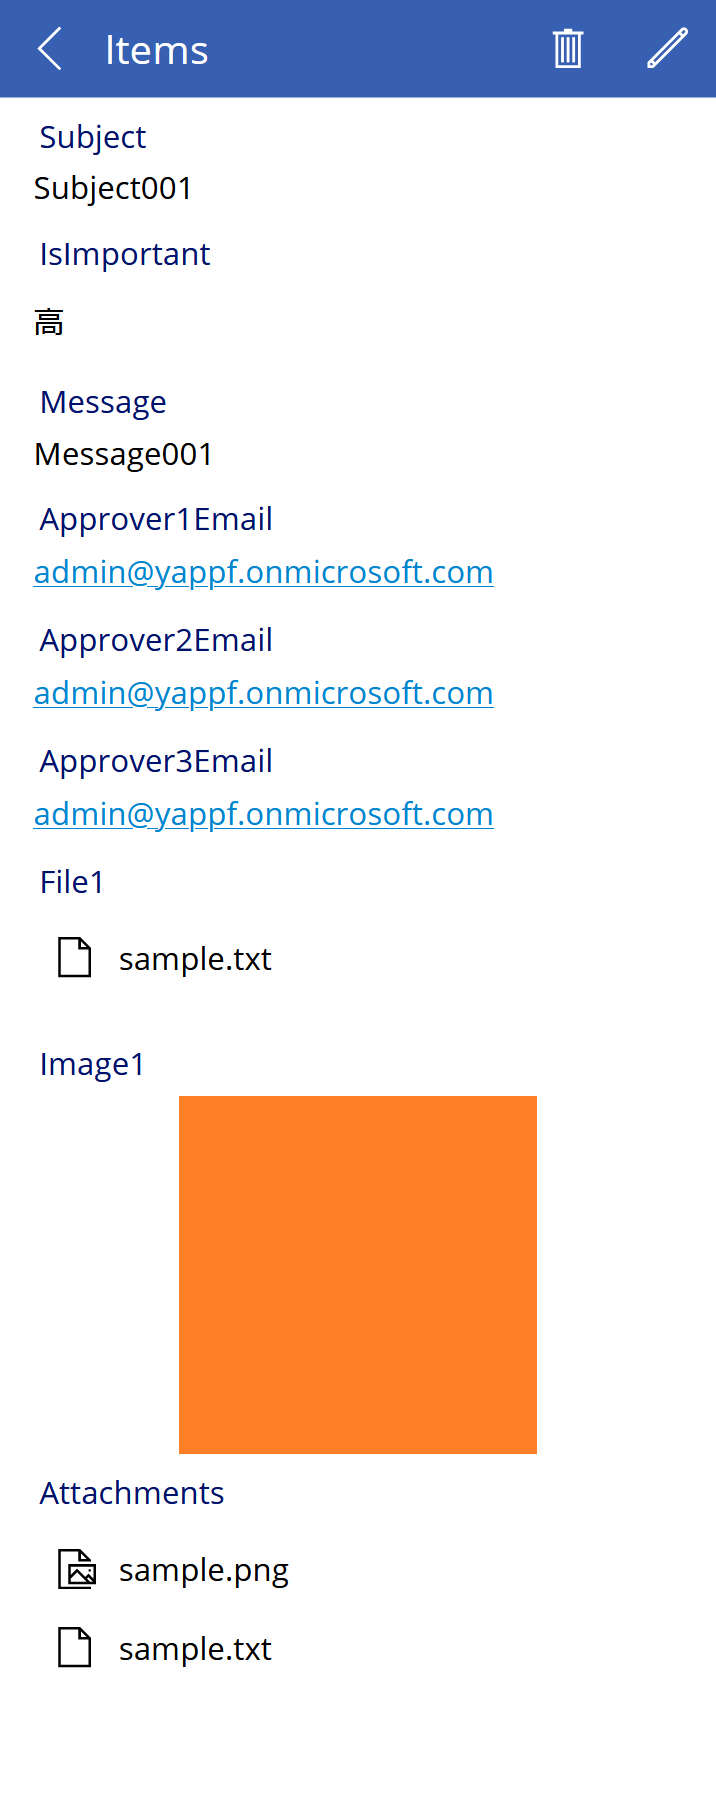 Items
Subject
Subject001
IsImportant
高
Message
Message001
Approver1Email
admin@yappf.onmicrosoft.com
Approver2Email
admin@yappf.onmicrosoft.com
Approver3Email
admin@yappf.onmicrosoft.com
File1
sample.txt
Image1
Attachments
sample.png
sample.txt